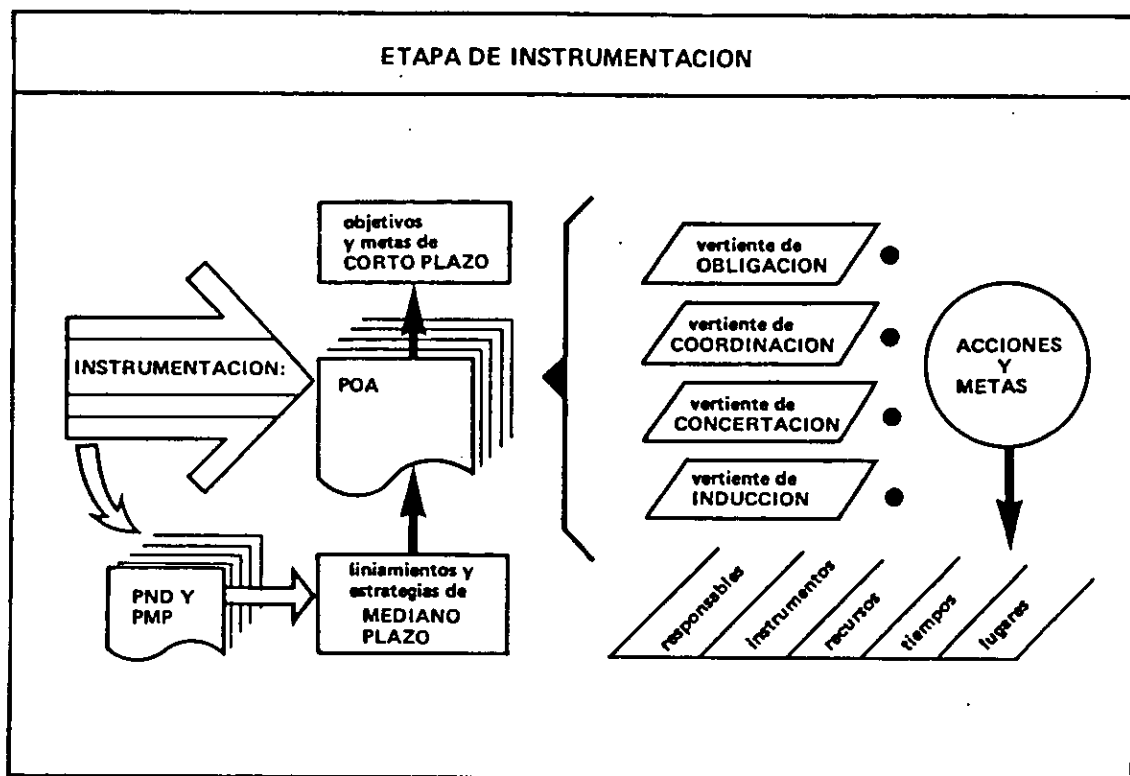 ETAPA DE INSTRUMENTACION
objetivos
y metas de
CORTO PLAZO
INSTRUMENTACION:
POA
PND Y
PMP
liniamientos y
estrategias de
MEDIANO
PLAZO
vertiente de
OBLIGACION
vertiente de
COORDINACION
vertiente de
CONCERTACION
vertiente de
INDUCCION
ACCIONES
Y
METAS
responsables
instrumentos
recursos
tiempos
lugares